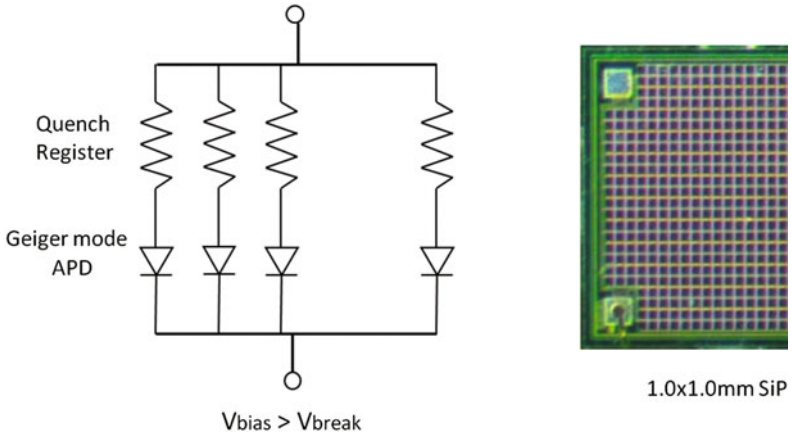 Quench
Register
Geiger mode
APD
Vbias > Vbreak
1.0x1.0mm SiP